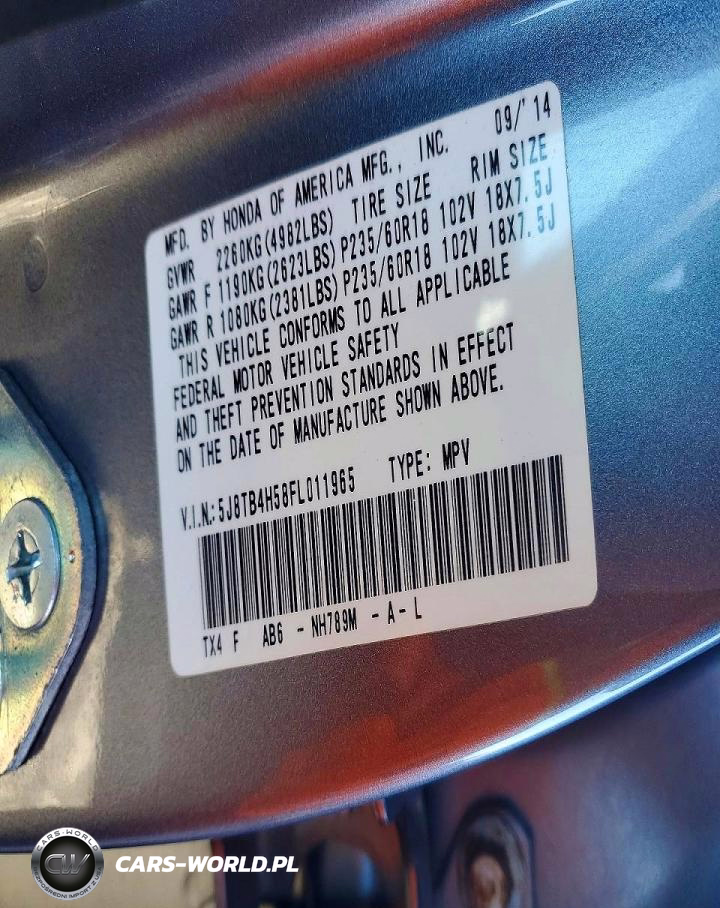 MFD. BY HONDA OF AMERICA MFG., INC. 09/'14
GVWR 2260KG(4982LBS) TIRE SIZE RIM SIZE
GAWR F 1190KG(2623LBS) P235/60R18 102V 18X7.5J
GAWR R 1080KG(2381LBS) P235/60R18 102V 18X7.5J
THIS VEHICLE CONFORMS TO ALL APPLICABLE
FEDERAL MOTOR VEHICLE SAFETY
AND THEFT PREVENTION STANDARDS IN EFFECT
ON THE DATE OF MANUFACTURE SHOWN ABOVE.
V.I.N.: 5J8TB4H58FL011965 TYPE: MPV
TX4 F AB6 - NH789M - A - L
CARS-WORLD
CW
CARS-WORLD.PL